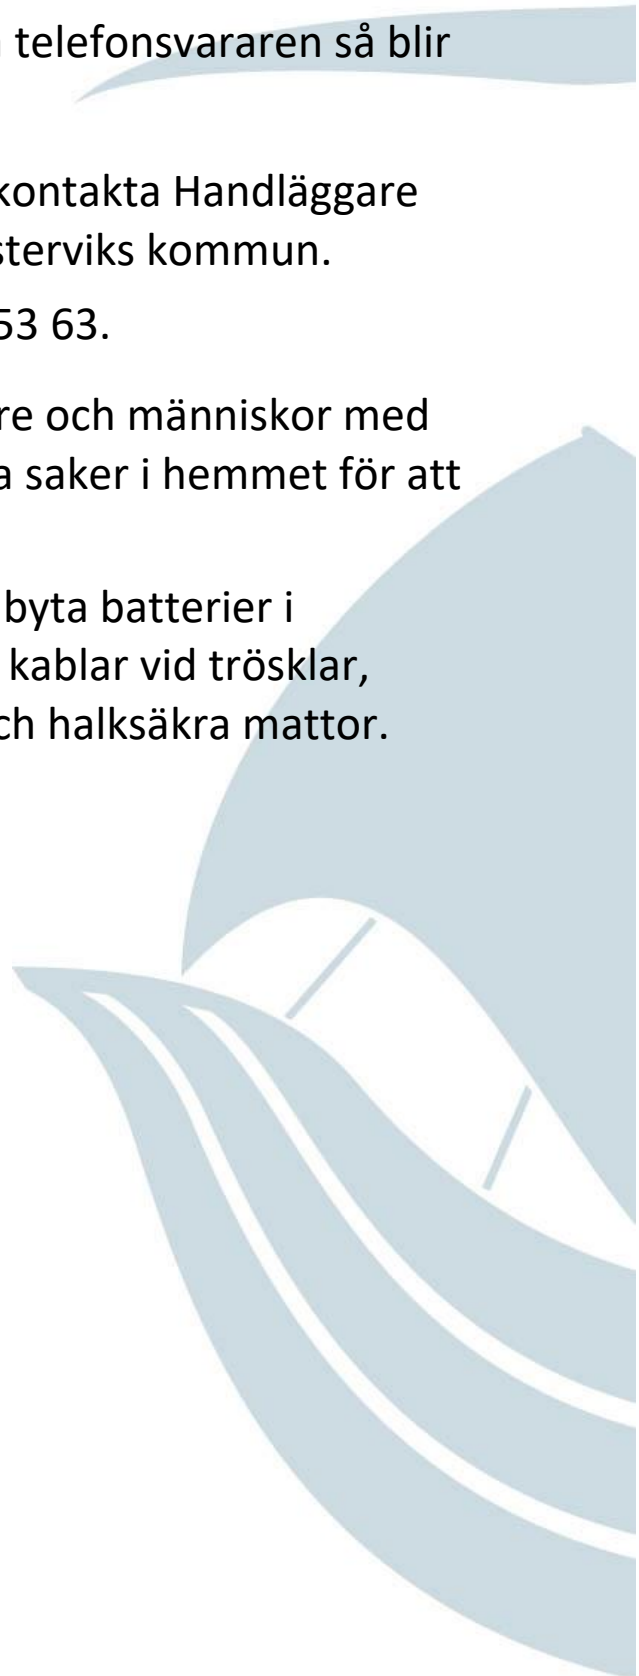 telefonsvararen så blir
kontakta Handläggare
sterviks kommun.
53 63.
re och människor med
a saker i hemmet för att
byta batterier i
kablar vid trösklar,
ch halksäkra mattor.